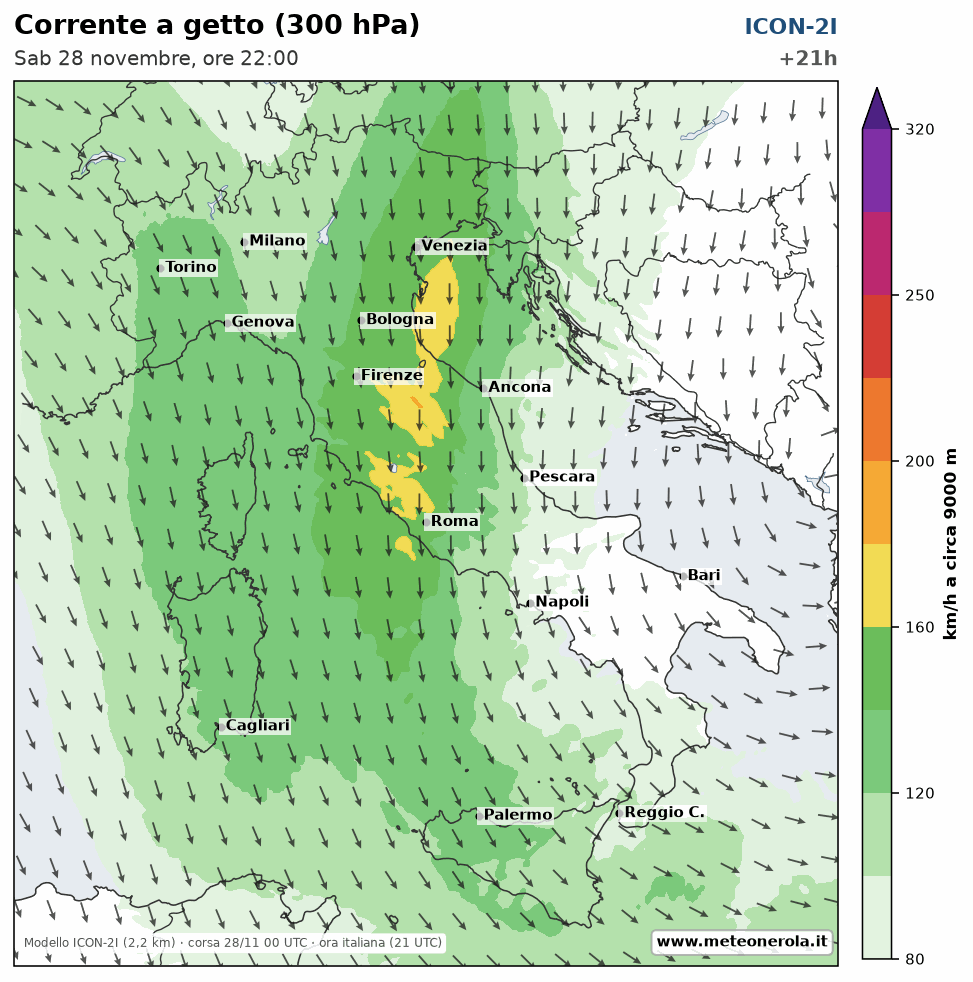 Corrente a getto (300 hPa)
ICON-2I
Sab 28 novembre, ore 22:00
+21h
Milano
Venezia
Torino
Genova
Bologna
Firenze
Ancona
Pescara
Roma
Bari
Napoli
Cagliari
Palermo
Reggio C.
320
250
200
160
120
80
km/h a circa 9000 m
Modello ICON-2I (2,2 km) · corsa 28/11 00 UTC · ora italiana (21 UTC)
www.meteonerola.it